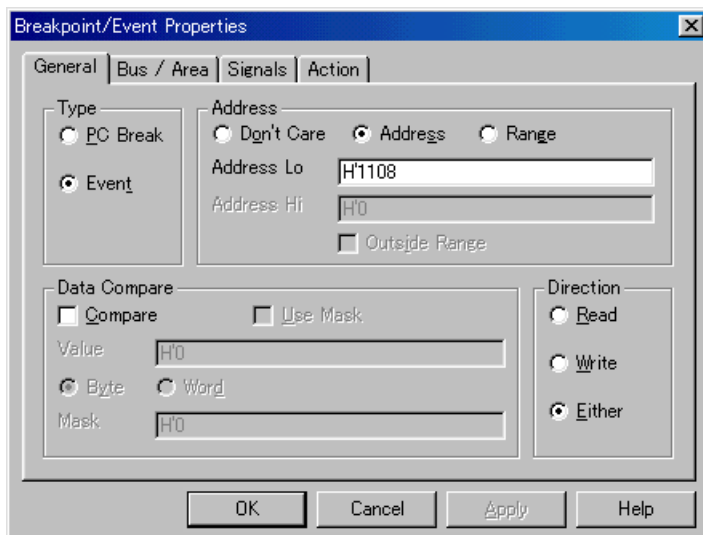 Breakpoint/Event Properties
General Bus / Area Signals Action
Type
PC Break
Event
Address
Don't Care Address Range
Address Lo H'1108
Address Hi H'0
Outside Range
Data Compare
Compare Use Mask
Value H'0
Byte Word
Mask H'0
Direction
Read
Write
Either
OK Cancel Apply Help